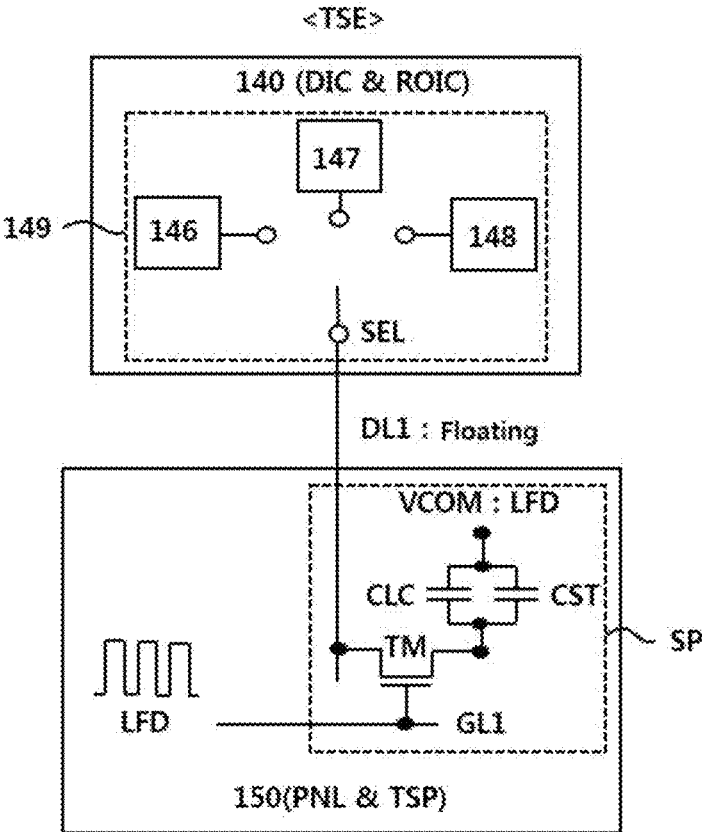 <TSE>
140 (DIC & ROIC)
147
149
146
148
SEL
DL1 : Floating
VCOM : LFD
CLC
CST
TM
SP
LFD
GL1
150(PNL & TSP)